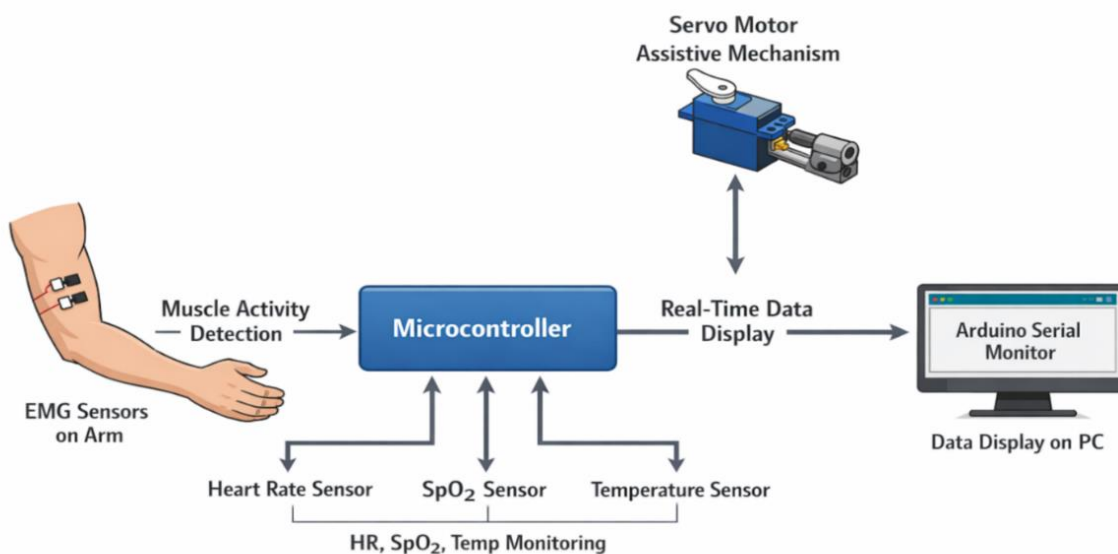 Servo Motor
Assistive Mechanism
Muscle Activity
Detection
Microcontroller
Real-Time Data
Display
Arduino Serial
Monitor
EMG Sensors
on Arm
Data Display on PC
Heart Rate Sensor
SpO₂ Sensor
Temperature Sensor
HR, SpO₂, Temp Monitoring